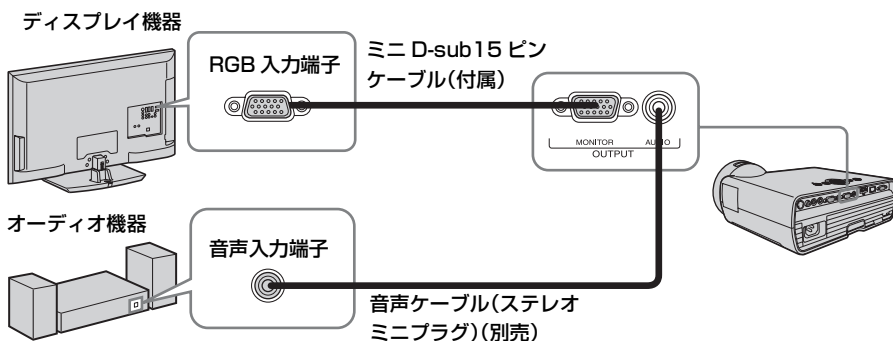 ディスプレイ機器
RGB 入力端子
ミニ D-sub15 ピン
ケーブル(付属)
MONITOR
AUDIO
OUTPUT
オーディオ機器
音声入力端子
音声ケーブル(ステレオ
ミニプラグ)(別売)